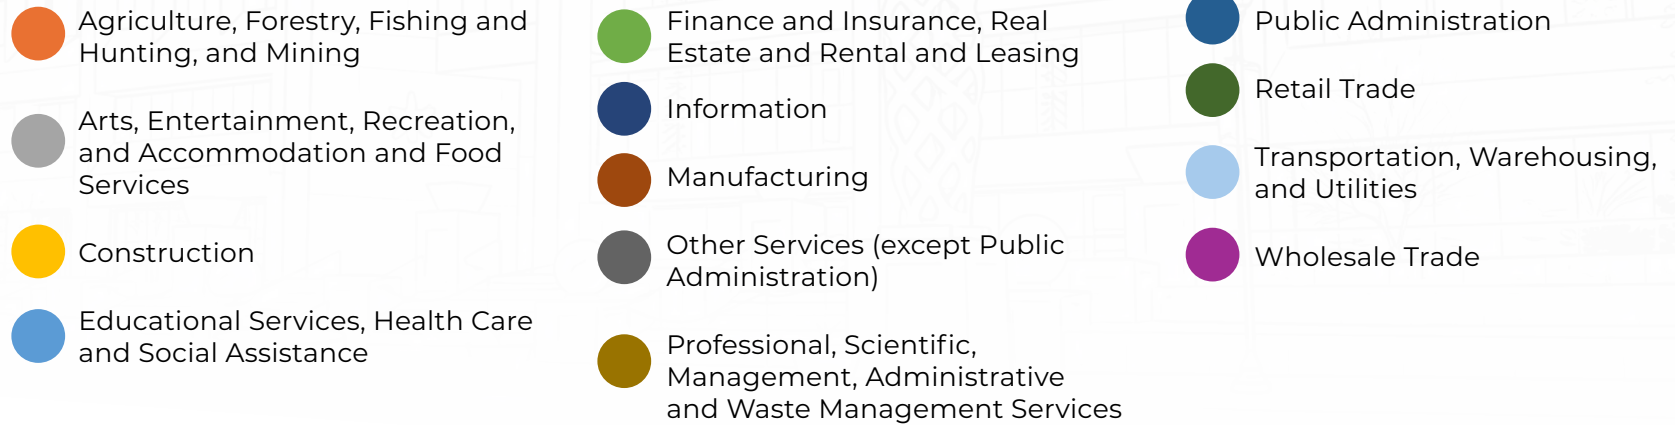 Agriculture, Forestry, Fishing and
Hunting, and Mining
Arts, Entertainment, Recreation,
and Accommodation and Food
Services
Construction
Educational Services, Health Care
and Social Assistance
Finance and Insurance, Real
Estate and Rental and Leasing
Information
Manufacturing
Other Services (except Public
Administration)
Professional, Scientific,
Management, Administrative
and Waste Management Services
Public Administration
Retail Trade
Transportation, Warehousing,
and Utilities
Wholesale Trade